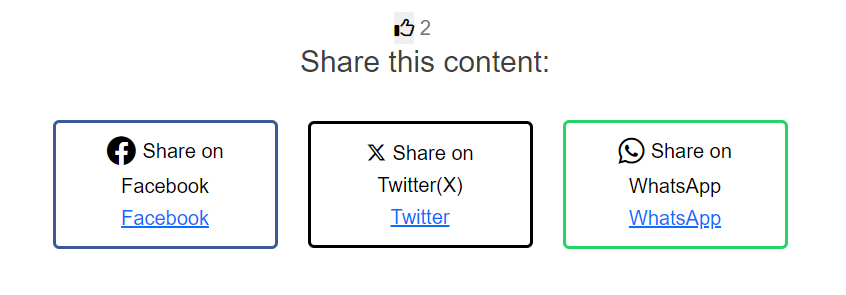 2
Share this content:
Share on
Facebook
Facebook
Share on
Twitter(X)
Twitter
Share on
WhatsApp
WhatsApp